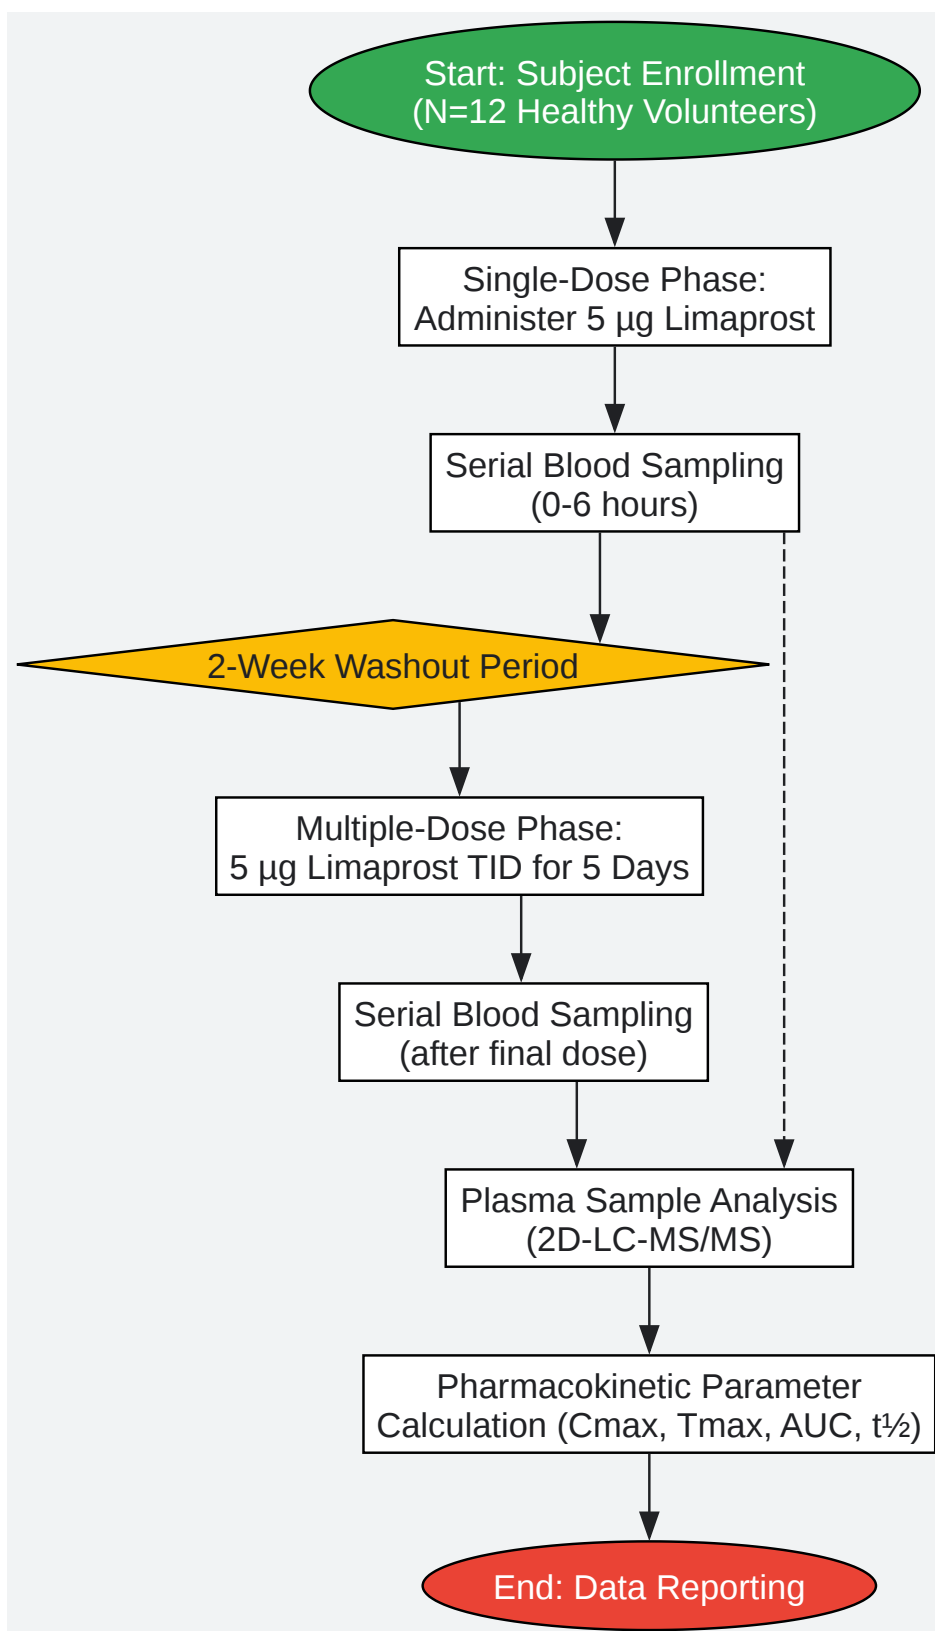 Start: Subject Enrollment
(N=12 Healthy Volunteers)
Single-Dose Phase:
Administer 5 µg Limaprost
Serial Blood Sampling
(0-6 hours)
2-Week Washout Period
Multiple-Dose Phase:
5 µg Limaprost TID for 5 Days
Serial Blood Sampling
(after final dose)
Plasma Sample Analysis
(2D-LC-MS/MS)
Pharmacokinetic Parameter
Calculation (Cmax, Tmax, AUC, t½)
End: Data Reporting